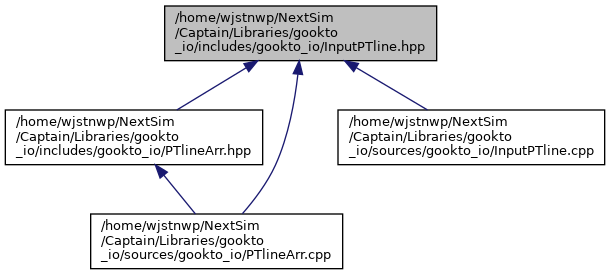 /home/wjstnwp/NextSim
/Captain/Libraries/gookto
_io/includes/gookto_io/InputPTline.hpp
/home/wjstnwp/NextSim
/Captain/Libraries/gookto
_io/includes/gookto_io/PTlineArr.hpp
/home/wjstnwp/NextSim
/Captain/Libraries/gookto
_io/sources/gookto_io/InputPTline.cpp
/home/wjstnwp/NextSim
/Captain/Libraries/gookto
_io/sources/gookto_io/PTlineArr.cpp